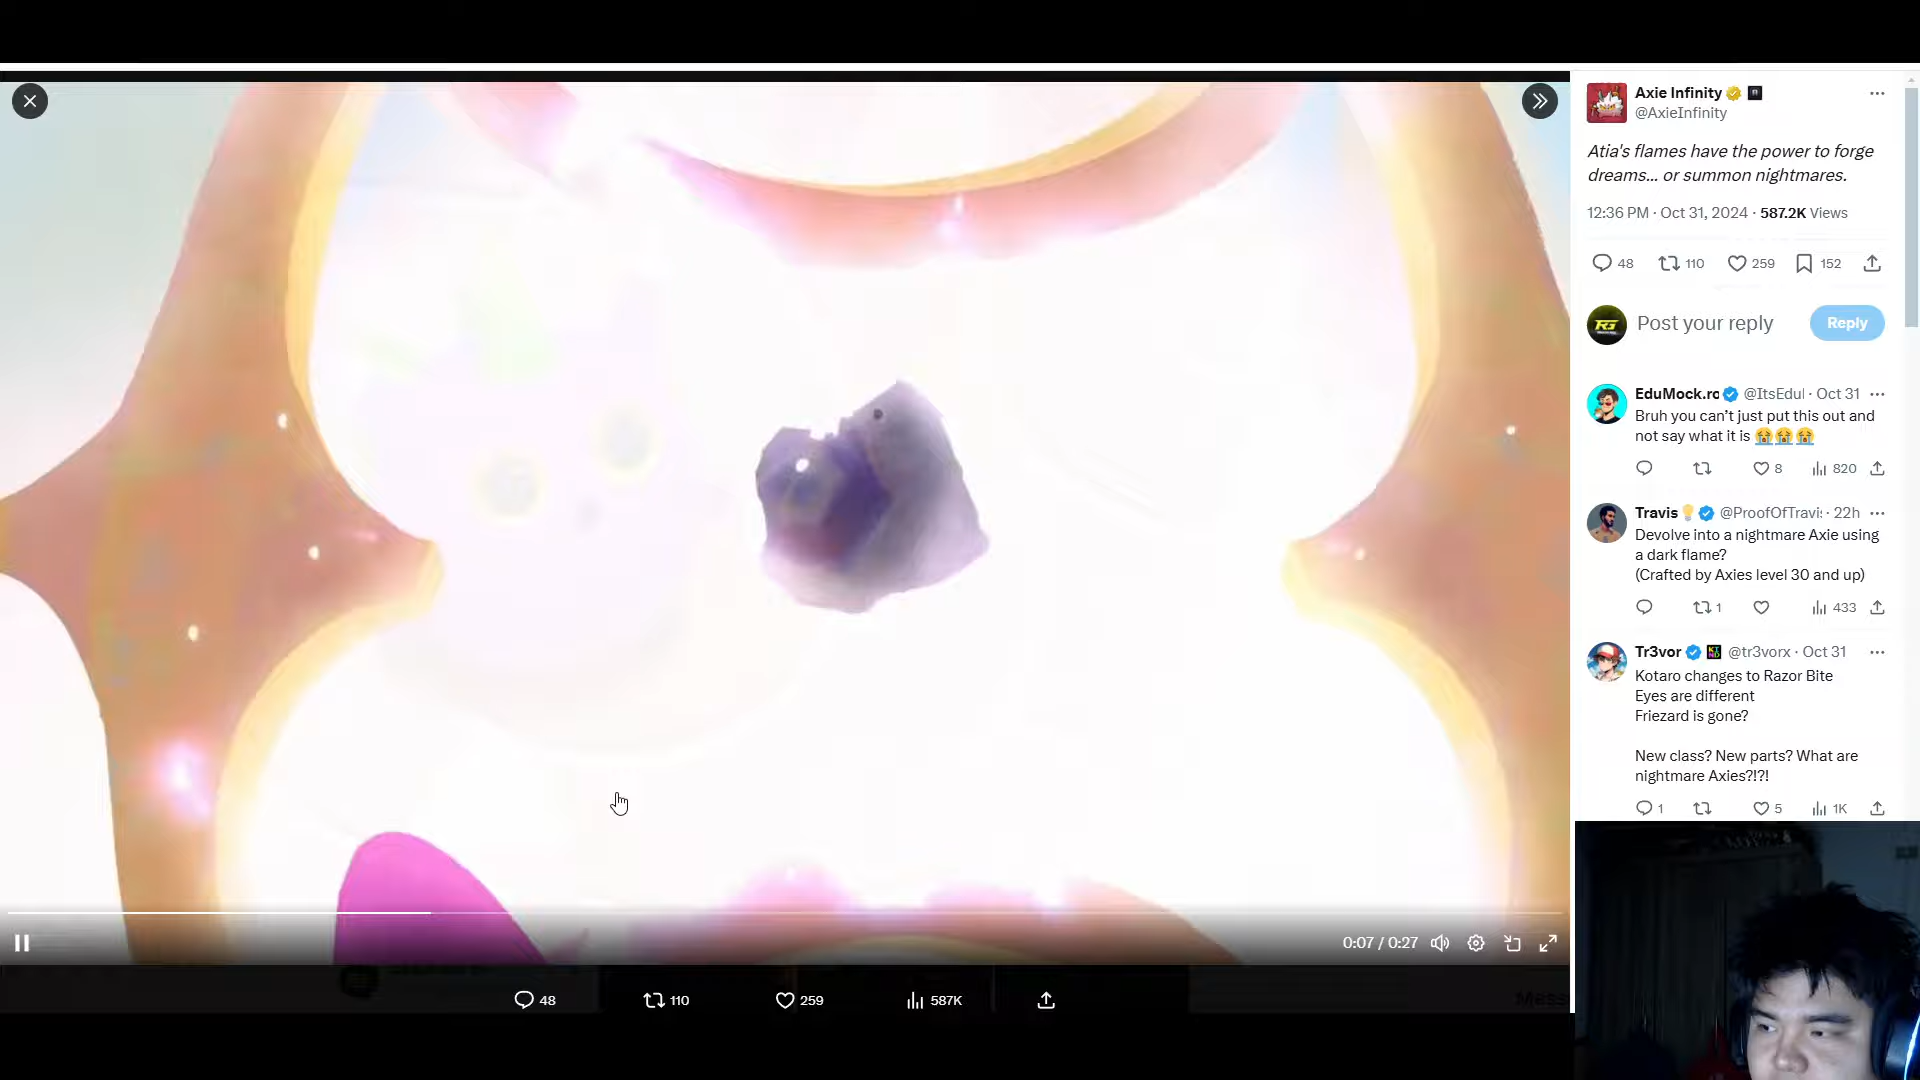 Axie Infinity
@AxieInfinity
Atia's flames have the power to forge
dreams... or summon nightmares.
12:36 PM · Oct 31, 2024 · 587.2K Views
48 110 259 152
Post your reply Reply
EduMock.rc @ItsEdul · Oct 31
Bruh you can't just put this out and
not say what it is 😭😭😭
8 820
Travis💡 @ProofOfTravis · 22h
Devolve into a nightmare Axie using
a dark flame?
(Crafted by Axies level 30 and up)
1 433
Tr3vor @tr3vorx · Oct 31
Kotaro changes to Razor Bite
Eyes are different
Friezard is gone?
New class? New parts? What are
nightmare Axies?!?!
1 5 1K
0:07 / 0:27
48 110 259 587K